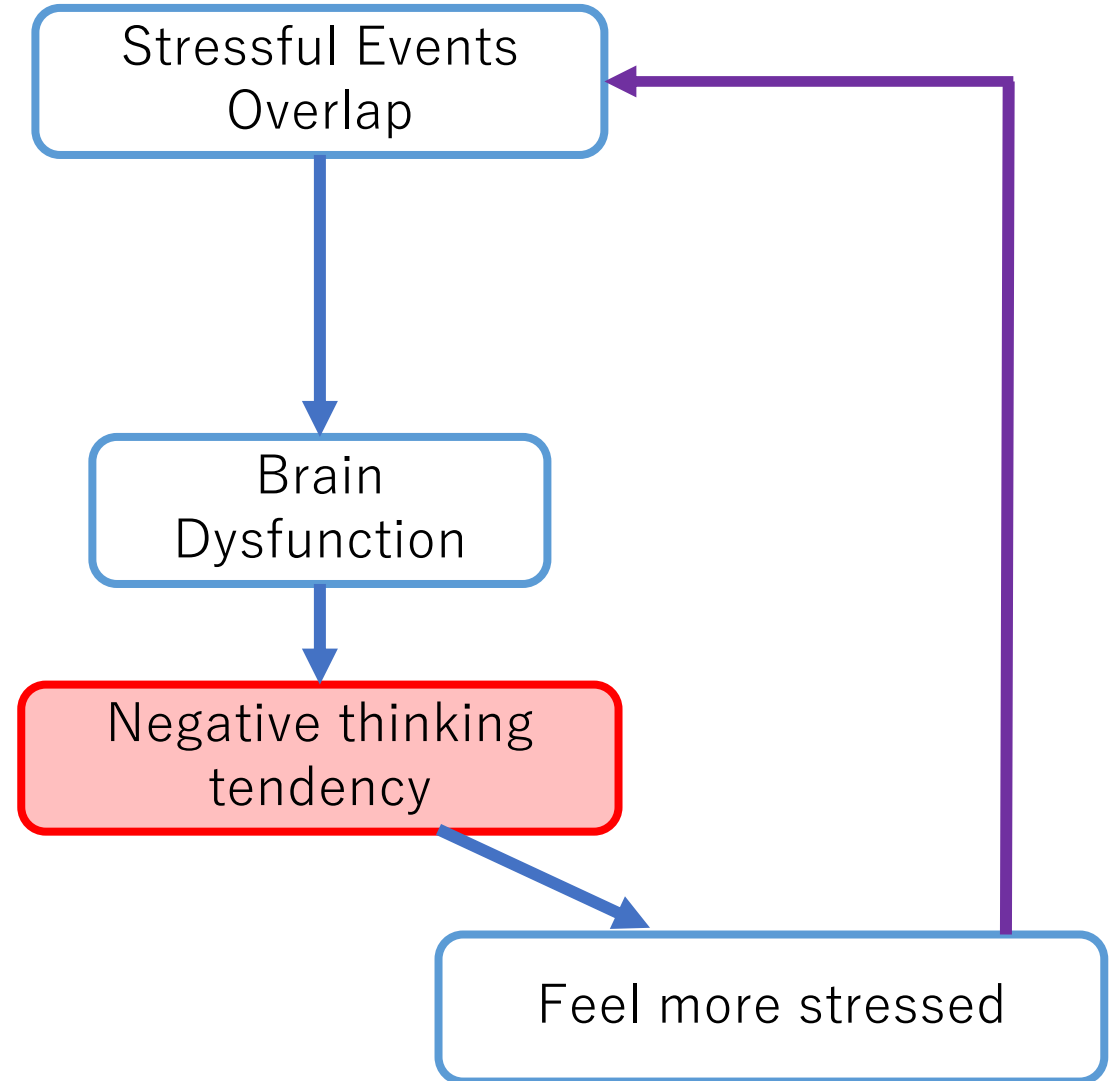 Stressful Events
Overlap
Brain
Dysfunction
Negative thinking
tendency
Feel more stressed